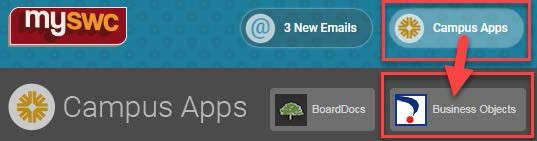 mySWC
@ 3 New Emails
Campus Apps
Campus Apps
BoardDocs
Business Objects